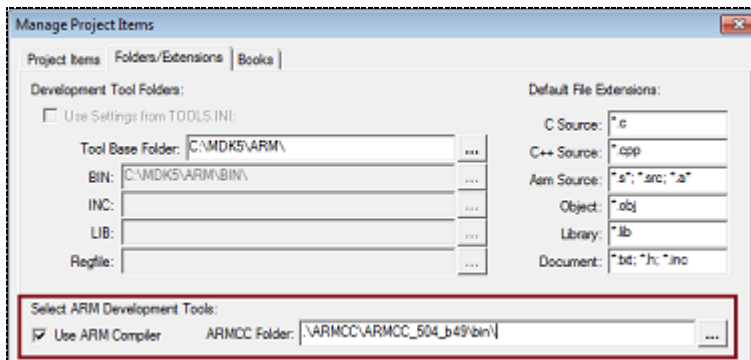 Manage Project Items
Project Items Folders/Extensions Books
Development Tool Folders:
Use Settings from TOOLS.INI:
Tool Base Folder: C:\MDK5\ARM\ ...
BIN: C:\MDK5\ARM\BIN\ ...
INC: ...
LIB: ...
Regfile: ...
Default File Extensions:
C Source: *.c
C++ Source: *.cpp
Asm Source: *.s*; *.src; *.a*
Object: *.obj
Library: *.lib
Document: *.txt; *.h; *.inc
Select ARM Development Tools:
Use ARM Compiler ARMCC Folder: .\ARMCC\ARMCC_504_b49\bin\ ...